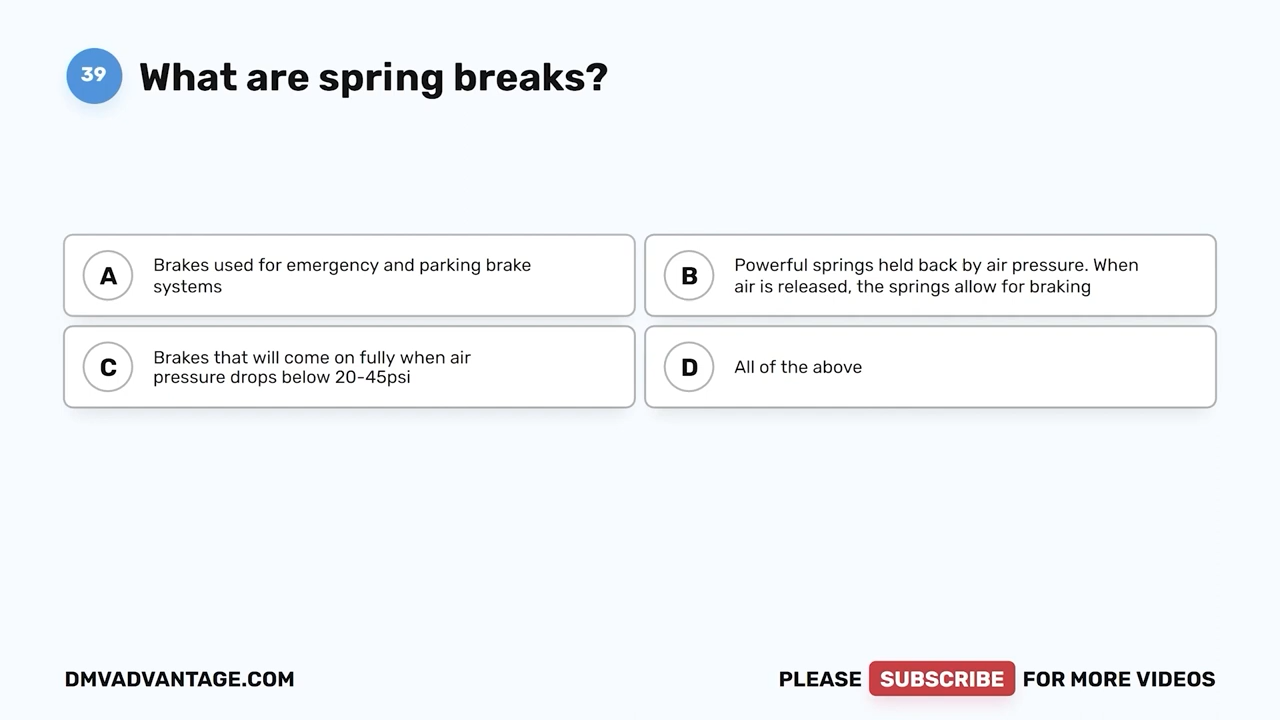 39
What are spring breaks?
A
Brakes used for emergency and parking brake
systems
B
Powerful springs held back by air pressure. When
air is released, the springs allow for braking
C
Brakes that will come on fully when air
pressure drops below 20-45psi
D
All of the above
DMVADVANTAGE.COM
PLEASE SUBSCRIBE FOR MORE VIDEOS